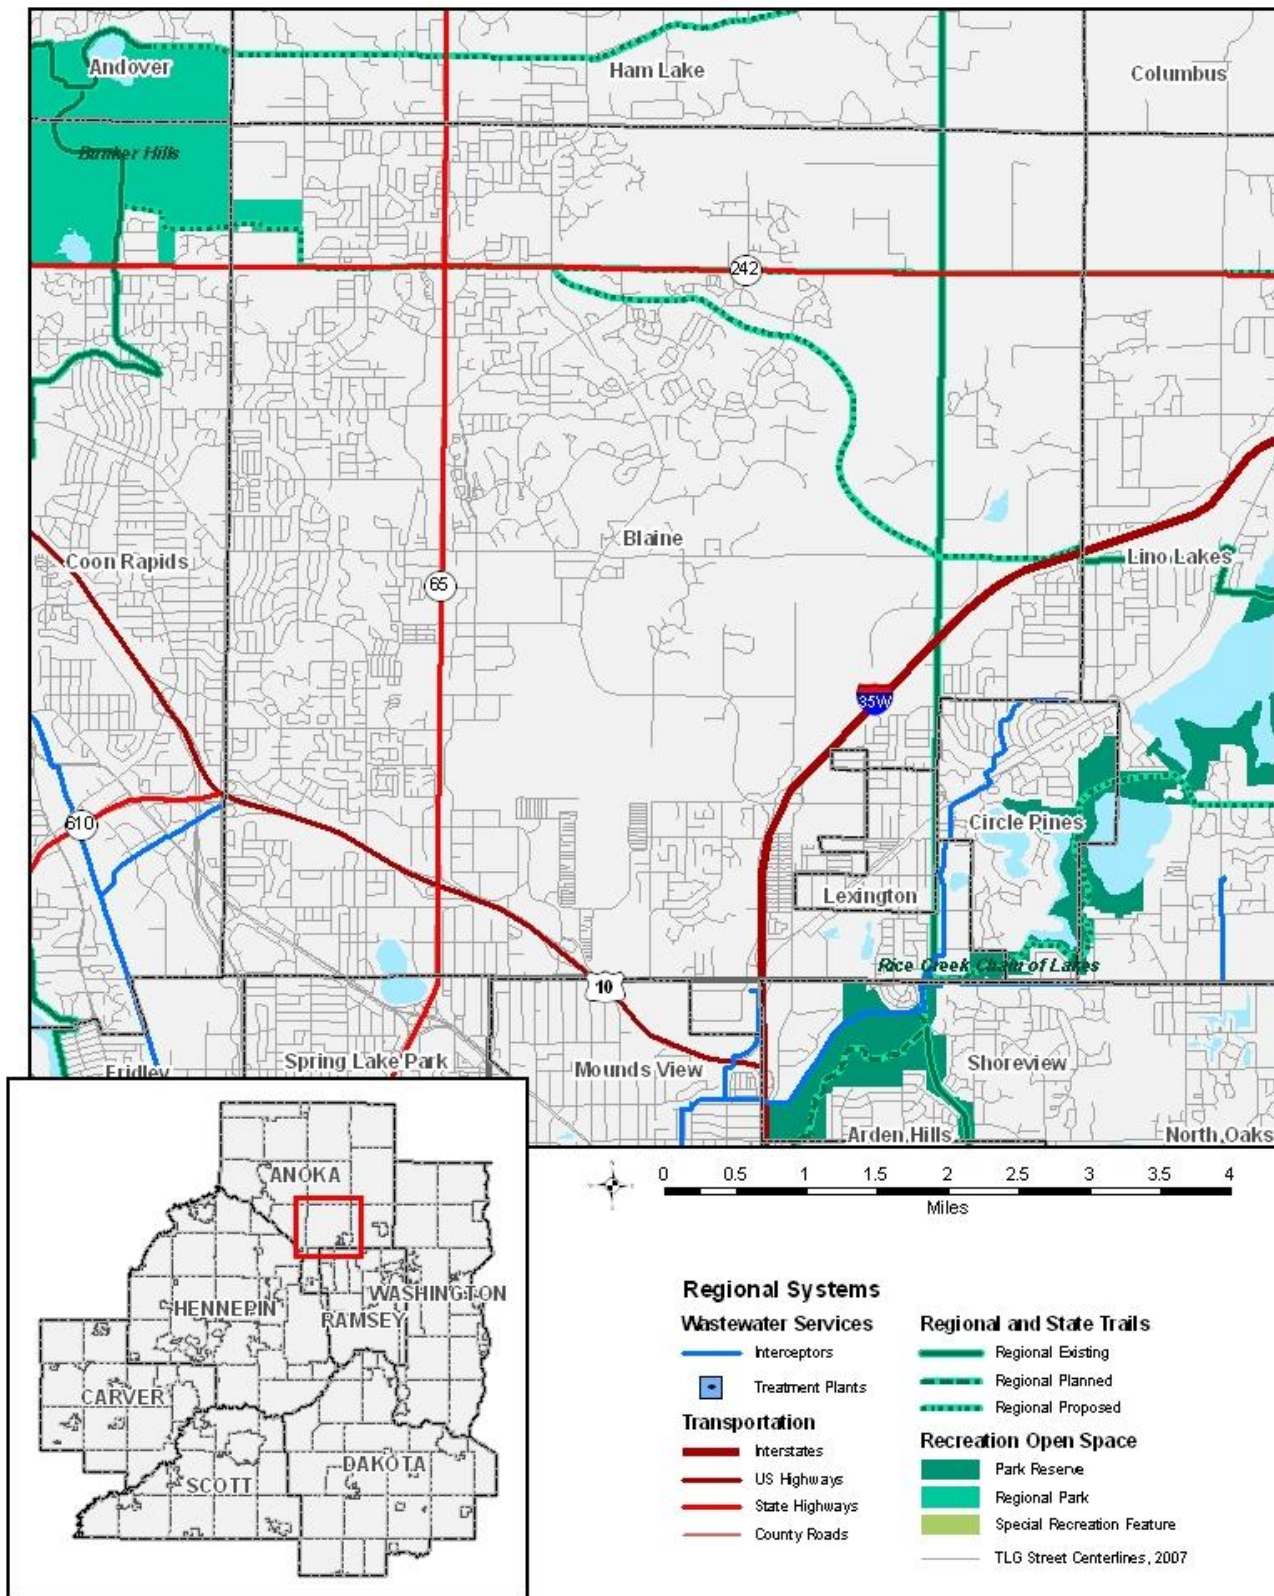 Andover
Ham Lake
Columbus
Bunker Hills
242
Blaine
Coon Rapids
Lino Lakes
65
35W
610
Circle Pines
Lexington
Rice Creek Chain of Lakes
10
Spring Lake Park
Mounds View
Shoreview
Fridley
Arden Hills
North Oaks
ANOKA
HENNEPIN
WASHINGTON
RAMSEY
CARVER
SCOTT
DAKOTA
0 0.5 1 1.5 2 2.5 3 3.5 4
Miles
Regional Systems
Wastewater Services
Interceptors
Treatment Plants
Transportation
Interstates
US Highways
State Highways
County Roads
Regional and State Trails
Regional Existing
Regional Planned
Regional Proposed
Recreation Open Space
Park Reserve
Regional Park
Special Recreation Feature
TLG Street Centerlines, 2007